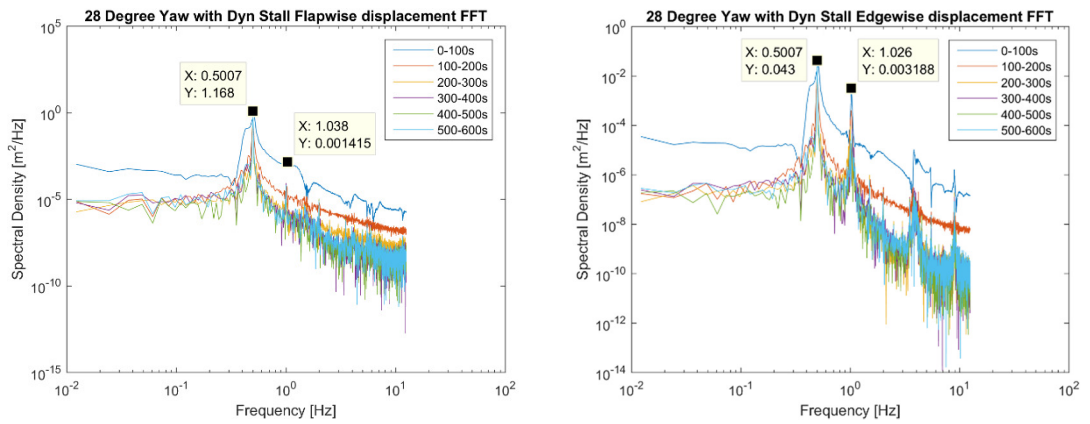 28 Degree Yaw with Dyn Stall Flapwise displacement FFT
10^5
10^0
10^-5
10^-10
10^-15
Spectral Density [m^2/Hz]
X: 0.5007
Y: 1.168
X: 1.038
Y: 0.001415
0-100s
100-200s
200-300s
300-400s
400-500s
500-600s
10^-2
10^-1
10^0
10^1
10^2
Frequency [Hz]
28 Degree Yaw with Dyn Stall Edgewise displacement FFT
10^0
10^-2
10^-4
10^-6
10^-8
10^-10
10^-12
10^-14
Spectral Density [m^2/Hz]
X: 0.5007
Y: 0.043
X: 1.026
Y: 0.003188
0-100s
100-200s
200-300s
300-400s
400-500s
500-600s
10^-2
10^-1
10^0
10^1
10^2
Frequency [Hz]